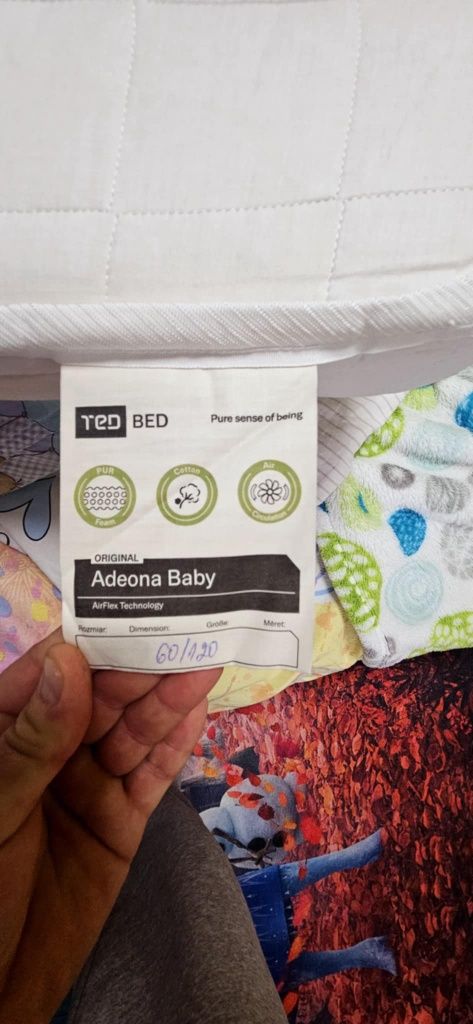 TED BED
Pure sense of being
PUR
Foam
Cotton
Air
Circulation
ORIGINAL
Adeona Baby
AirFlex Technology
Rozmiar: Dimension: Größe: Méret:
60/120